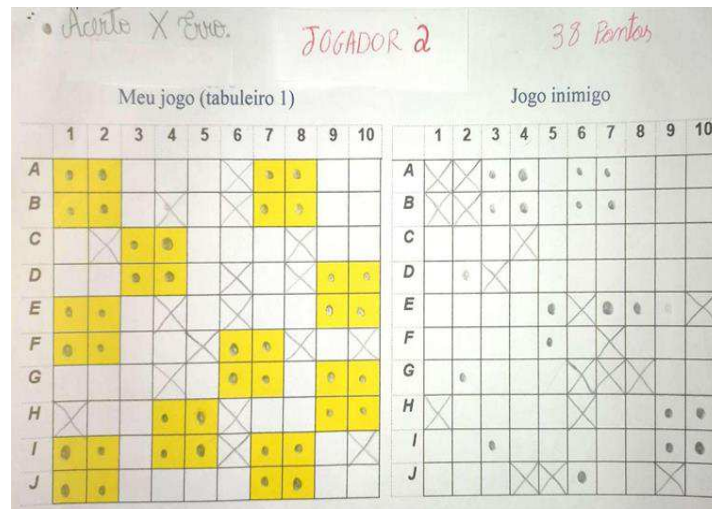 • Acerto X Erro.
JOGADOR 2
38 Pontos
Meu jogo (tabuleiro 1)
Jogo inimigo
1 2 3 4 5 6 7 8 9 10
1 2 3 4 5 6 7 8 9 10
A A
B B
C C
D D
E E
F F
G G
H H
I I
J J